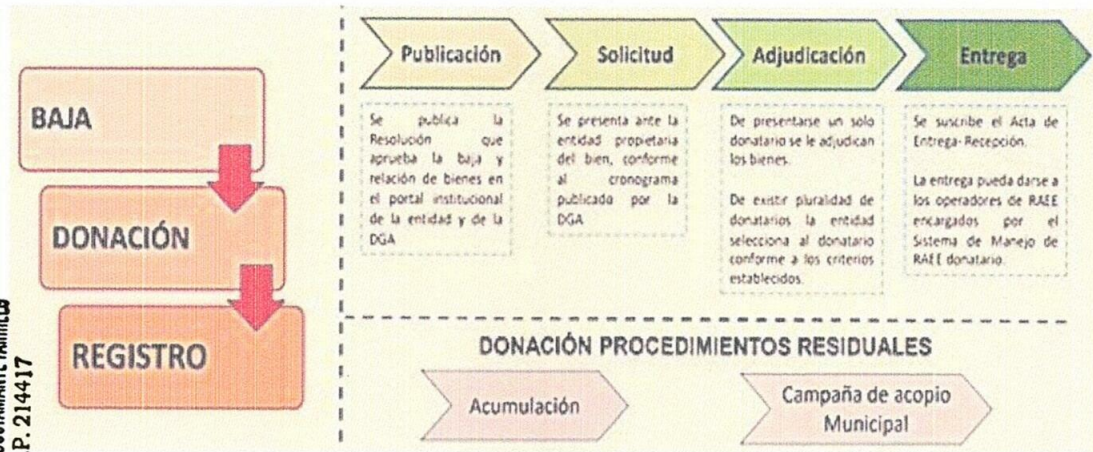 BAJA
DONACIÓN
REGISTRO
P. 214417
Publicación
Se publica la
Resolución que
aprueba la baja y
relación de bienes en
el portal institucional
de la entidad y de la
DGA
Solicitud
Se presenta ante la
entidad propietaria
del bien, conforme
al cronograma
publicado por la
DGA
Adjudicación
De presentarse un solo
donatario se le adjudican
los bienes.
De existir pluralidad de
donatarios la entidad
selecciona al donatario
conforme a los criterios
establecidos.
Entrega
Se suscribe el Acta de
Entrega-Recepción.
La entrega pueda darse a
los operadores de RAEE
encargados por el
Sistema de Manejo de
RAEE donatario.
DONACIÓN PROCEDIMIENTOS RESIDUALES
Acumulación
Campaña de acopio
Municipal